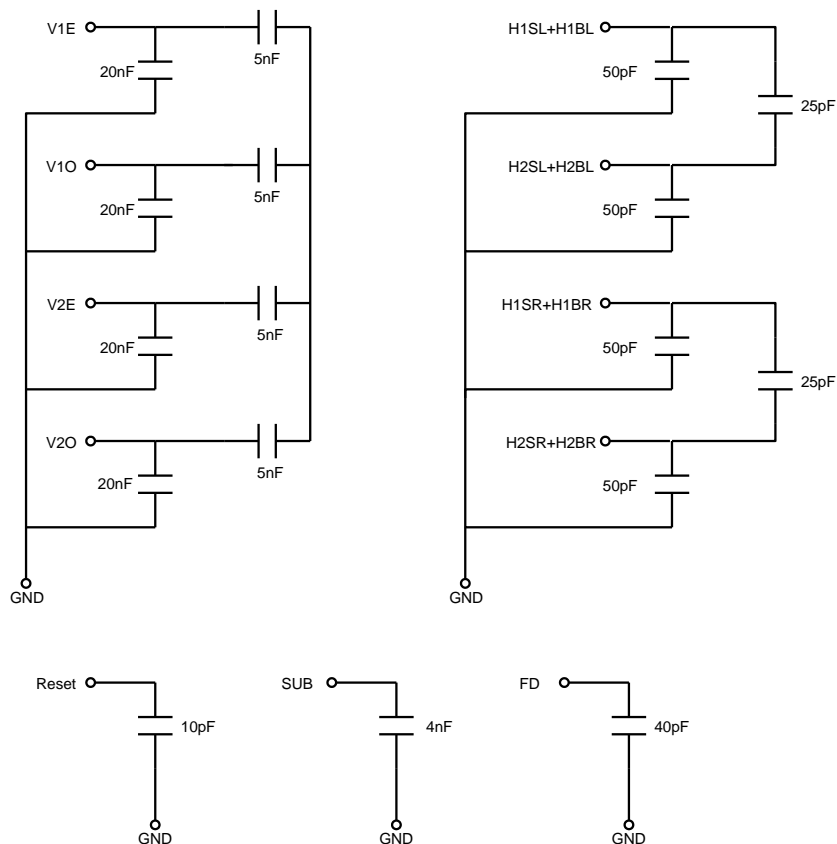 V1E
20nF
5nF
V1O
20nF
5nF
V2E
20nF
5nF
V2O
20nF
5nF
GND
H1SL+H1BL
50pF
25pF
H2SL+H2BL
50pF
H1SR+H1BR
50pF
25pF
H2SR+H2BR
50pF
GND
Reset
10pF
GND
SUB
4nF
GND
FD
40pF
GND